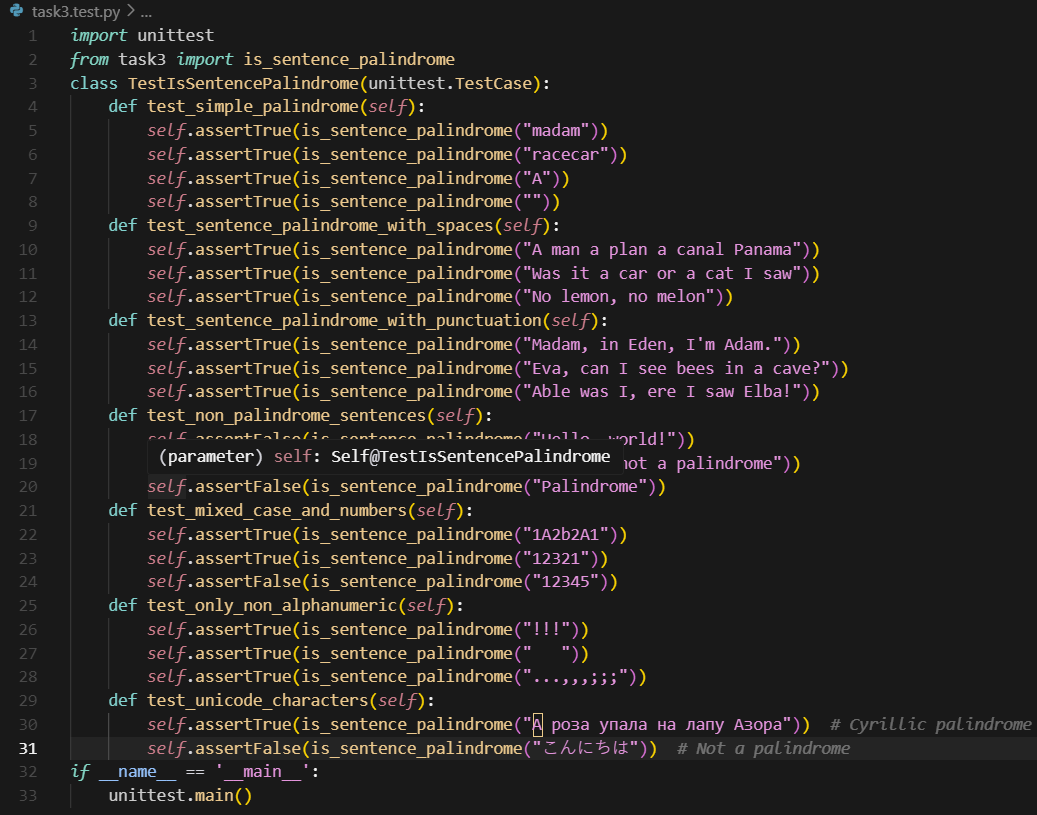 task3.test.py > ...
1 import unittest
2 from task3 import is_sentence_palindrome
3 class TestIsSentencePalindrome(unittest.TestCase):
4     def test_simple_palindrome(self):
5         self.assertTrue(is_sentence_palindrome("madam"))
6         self.assertTrue(is_sentence_palindrome("racecar"))
7         self.assertTrue(is_sentence_palindrome("A"))
8         self.assertTrue(is_sentence_palindrome(""))
9     def test_sentence_palindrome_with_spaces(self):
10         self.assertTrue(is_sentence_palindrome("A man a plan a canal Panama"))
11         self.assertTrue(is_sentence_palindrome("Was it a car or a cat I saw"))
12         self.assertTrue(is_sentence_palindrome("No lemon, no melon"))
13     def test_sentence_palindrome_with_punctuation(self):
14         self.assertTrue(is_sentence_palindrome("Madam, in Eden, I'm Adam."))
15         self.assertTrue(is_sentence_palindrome("Eva, can I see bees in a cave?"))
16         self.assertTrue(is_sentence_palindrome("Able was I, ere I saw Elba!"))
17     def test_non_palindrome_sentences(self):
18         self.assertFalse(is_sentence_palindrome("Hello, world!"))
19 (parameter) self: Self@TestIsSentencePalindrome not a palindrome"))
20         self.assertFalse(is_sentence_palindrome("Palindrome"))
21     def test_mixed_case_and_numbers(self):
22         self.assertTrue(is_sentence_palindrome("1A2b2A1"))
23         self.assertTrue(is_sentence_palindrome("12321"))
24         self.assertFalse(is_sentence_palindrome("12345"))
25     def test_only_non_alphanumeric(self):
26         self.assertTrue(is_sentence_palindrome("!!!"))
27         self.assertTrue(is_sentence_palindrome("   "))
28         self.assertTrue(is_sentence_palindrome("...,,,;;;"))
29     def test_unicode_characters(self):
30         self.assertTrue(is_sentence_palindrome("А роза упала на лапу Азора"))  # Cyrillic palindrome
31         self.assertFalse(is_sentence_palindrome("こんにちは"))  # Not a palindrome
32 if __name__ == '__main__':
33     unittest.main()